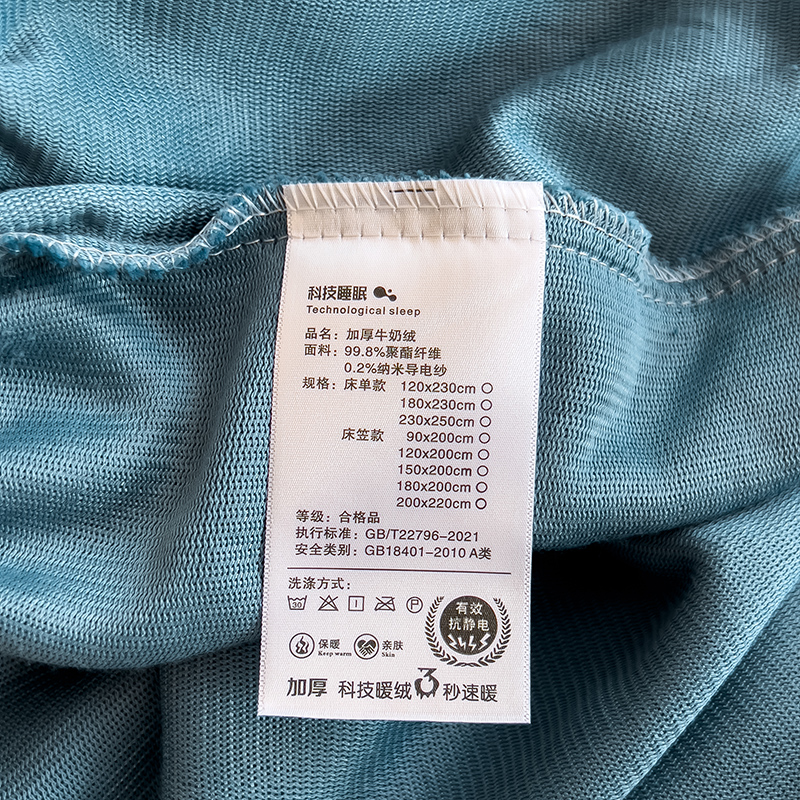 科技睡眠
Technological sleep
品名：加厚牛奶绒
面料：99.8%聚酯纤维
0.2%纳米导电纱
规格：床单款 120x230cm
180x230cm
230x250cm
床笠款 90x200cm
120x200cm
150x200cm
180x200cm
200x220cm
等级：合格品
执行标准：GB/T22796-2021
安全类别：GB18401-2010 A类
洗涤方式：
30
P
有效
抗静电
保暖
Keep warm
亲肤
Skin
加厚 科技暖绒3秒速暖